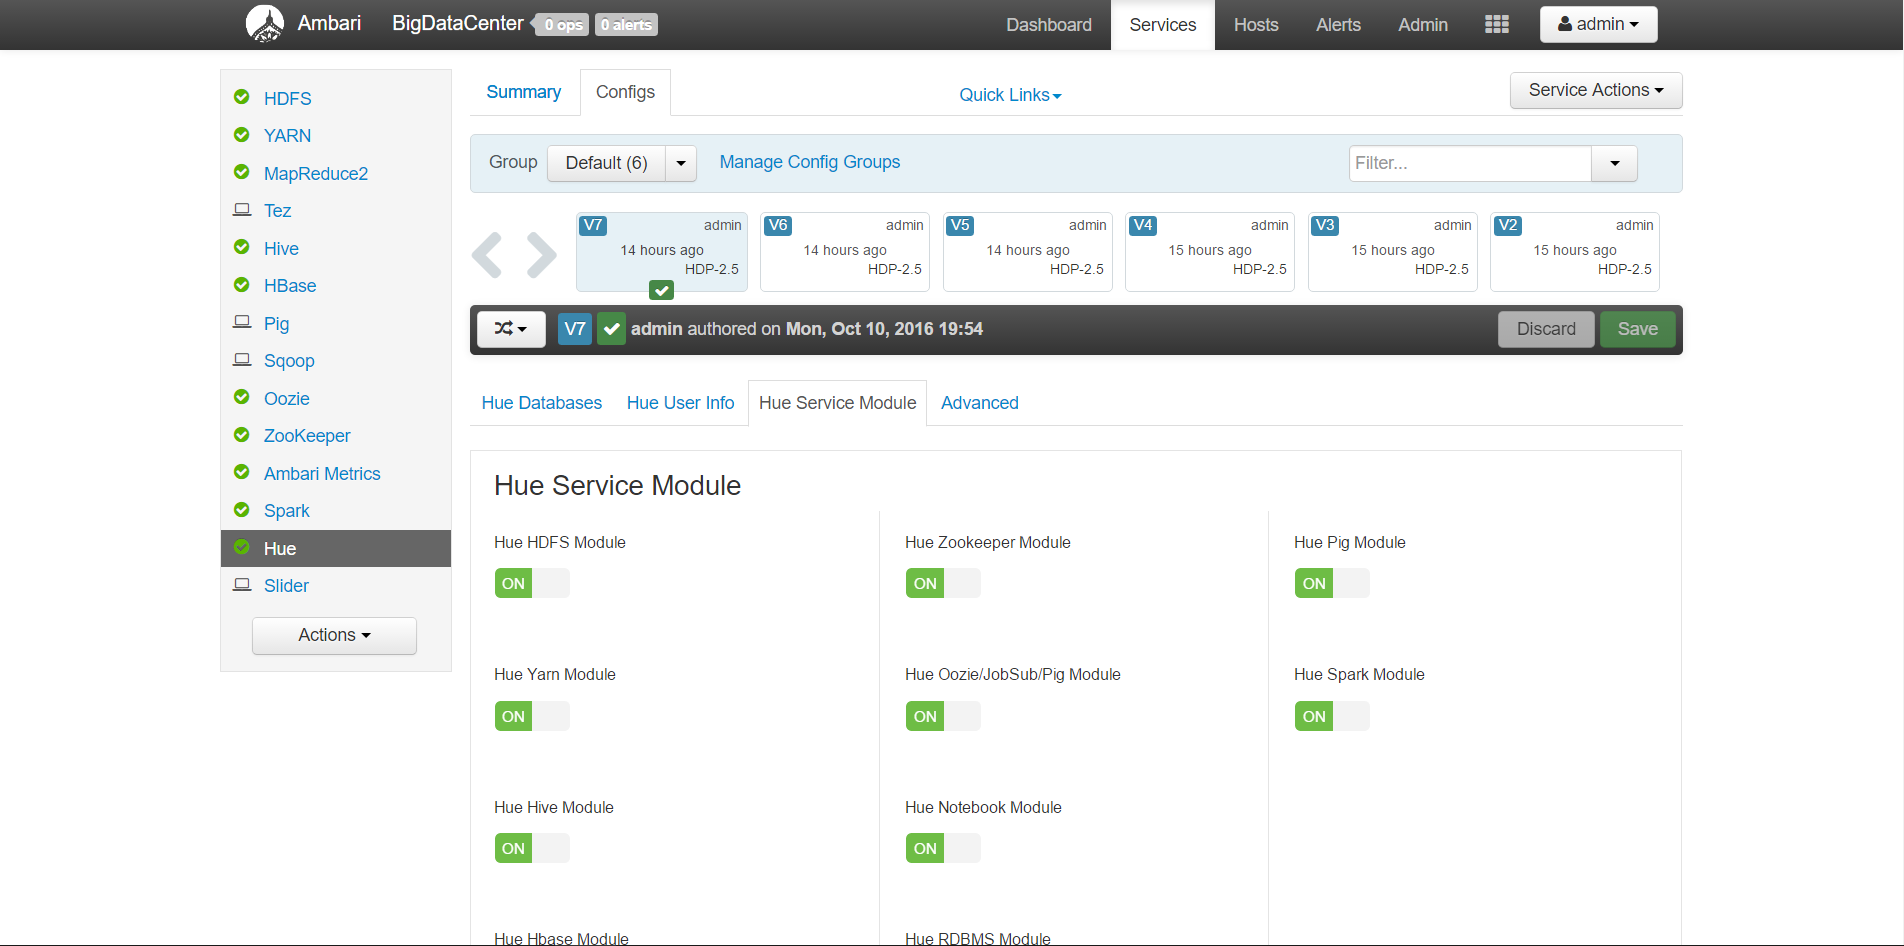 Ambari BigDataCenter 0 ops 0 alerts Dashboard Services Hosts Alerts Admin admin
HDFS
YARN
MapReduce2
Tez
Hive
HBase
Pig
Sqoop
Oozie
ZooKeeper
Ambari Metrics
Spark
Hue
Slider
Actions
Summary Configs Quick Links Service Actions
Group Default (6) Manage Config Groups Filter...
V7 admin
14 hours ago
HDP-2.5
V6 admin
14 hours ago
HDP-2.5
V5 admin
14 hours ago
HDP-2.5
V4 admin
15 hours ago
HDP-2.5
V3 admin
15 hours ago
HDP-2.5
V2 admin
15 hours ago
HDP-2.5
V7 admin authored on Mon, Oct 10, 2016 19:54 Discard Save
Hue Databases Hue User Info Hue Service Module Advanced
Hue Service Module
Hue HDFS Module Hue Zookeeper Module Hue Pig Module
ON ON ON
Hue Yarn Module Hue Oozie/JobSub/Pig Module Hue Spark Module
ON ON ON
Hue Hive Module Hue Notebook Module
ON ON
Hue Hbase Module Hue RDBMS Module